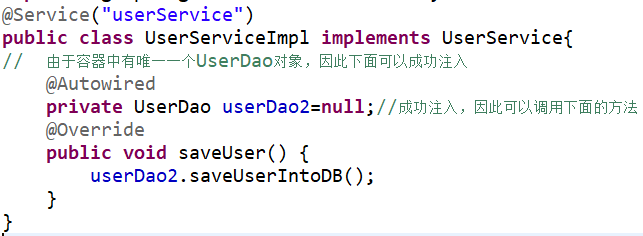 @Service("userService")
public class UserServiceImpl implements UserService{
//  由于容器中有唯一一个UserDao对象，因此下面可以成功注入
    @Autowired
    private UserDao userDao2=null;//成功注入，因此可以调用下面的方法
    @Override
    public void saveUser() {
        userDao2.saveUserIntoDB();
    }
}